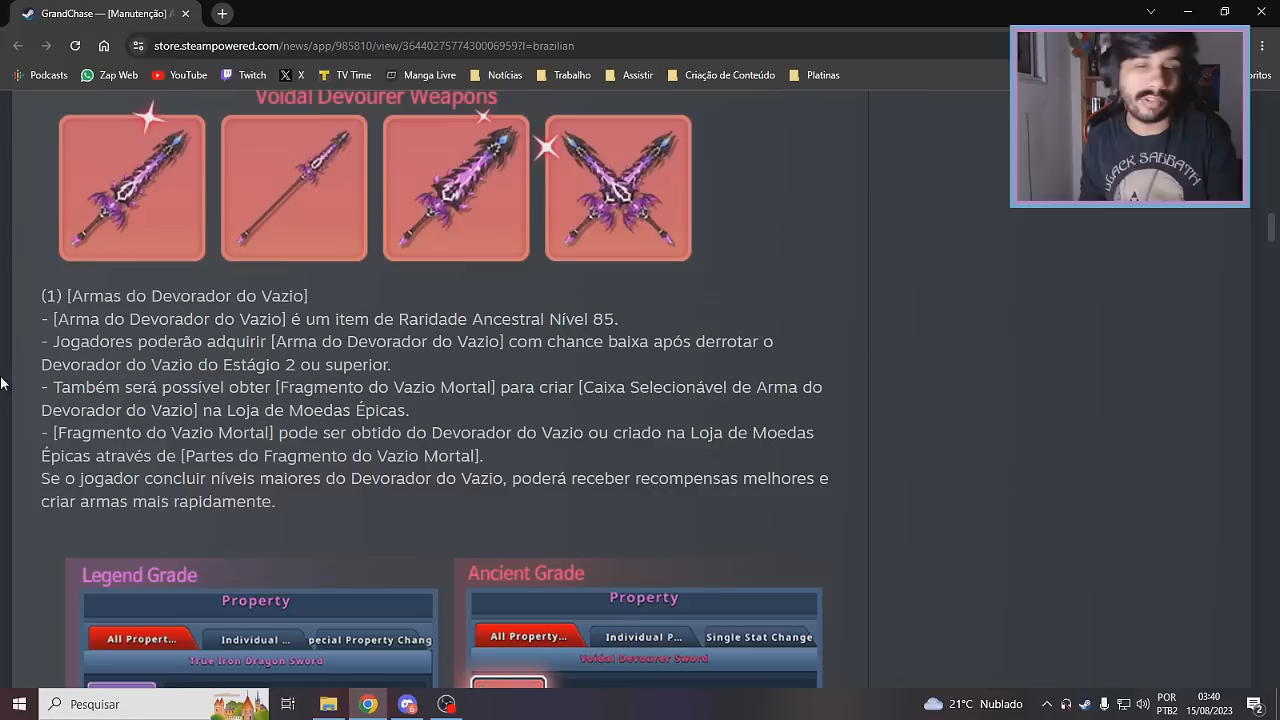 GrandChase — [Manutenção] A
store.steampowered.com/news/app/985810/view/3644027577430006959?l=brazilian
Podcasts
Zap Web
YouTube
Twitch
X
TV Time
Manga Livre
Notícias
Trabalho
Assistir
Criação de Conteúdo
Platinas
oritos
BLACK SABBATH
Voidal Devourer Weapons
(1) [Armas do Devorador do Vazio]
- [Arma do Devorador do Vazio] é um item de Raridade Ancestral Nível 85.
- Jogadores poderão adquirir [Arma do Devorador do Vazio] com chance baixa após derrotar o
Devorador do Vazio do Estágio 2 ou superior.
- Também será possível obter [Fragmento do Vazio Mortal] para criar [Caixa Selecionável de Arma do
Devorador do Vazio] na Loja de Moedas Épicas.
- [Fragmento do Vazio Mortal] pode ser obtido do Devorador do Vazio ou criado na Loja de Moedas
Épicas através de [Partes do Fragmento do Vazio Mortal].
Se o jogador concluir níveis maiores do Devorador do Vazio, poderá receber recompensas melhores e
criar armas mais rapidamente.
Legend Grade
Property
All Propert...
Individual ...
pecial Property Chang
True Iron Dragon Sword
Ancient Grade
Property
All Property...
Individual P...
Single Stat Change
Voidal Devourer Sword
Pesquisar
21°C Nublado
POR
PTB2
03:40
15/08/2023
2